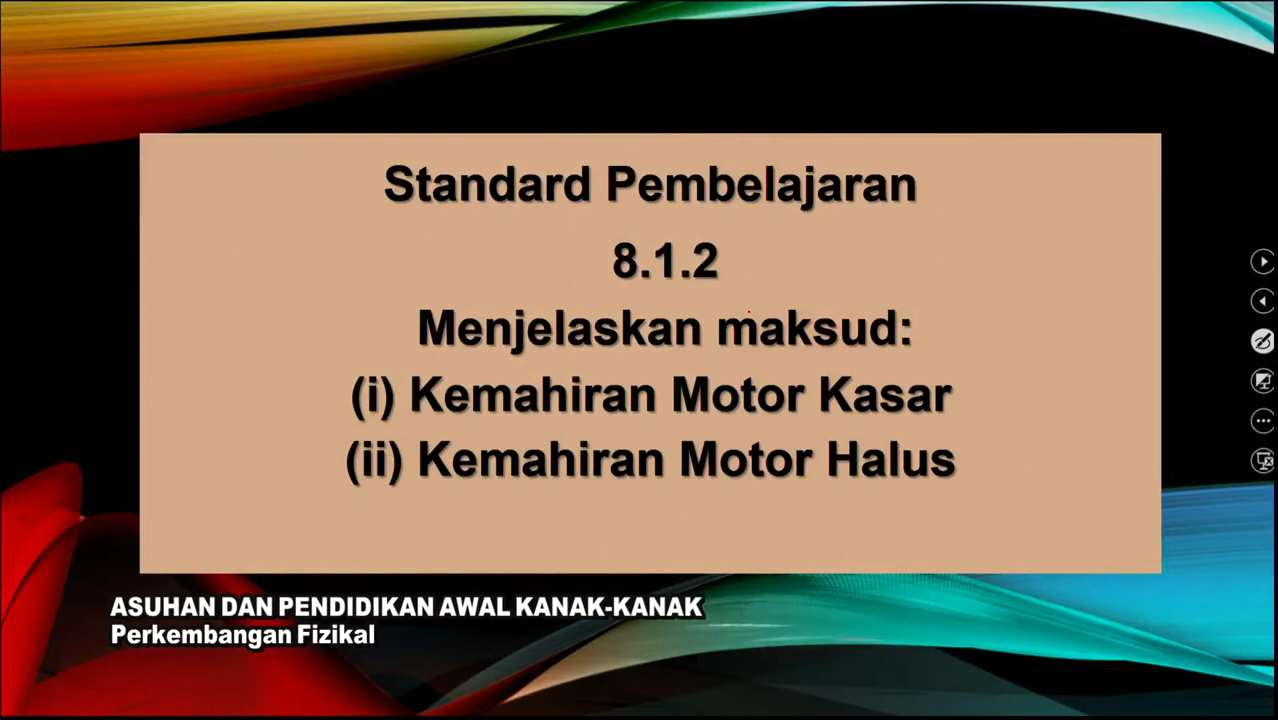 Standard Pembelajaran
8.1.2
Menjelaskan maksud:
(i) Kemahiran Motor Kasar
(ii) Kemahiran Motor Halus
ASUHAN DAN PENDIDIKAN AWAL KANAK-KANAK
Perkembangan Fizikal